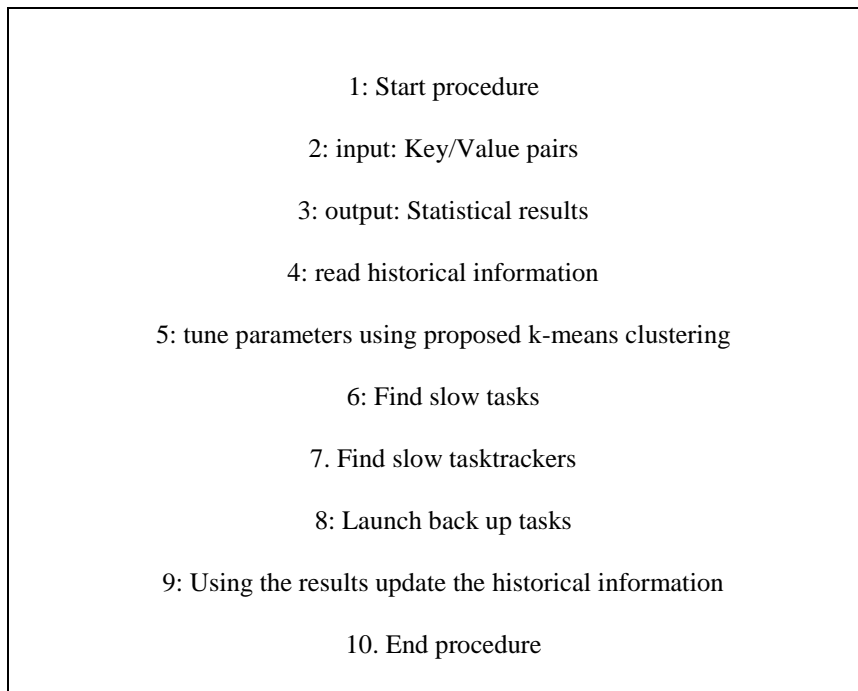 1: Start procedure
2: input: Key/Value pairs
3: output: Statistical results
4: read historical information
5: tune parameters using proposed k-means clustering
6: Find slow tasks
7. Find slow tasktrackers
8: Launch back up tasks
9: Using the results update the historical information
10. End procedure